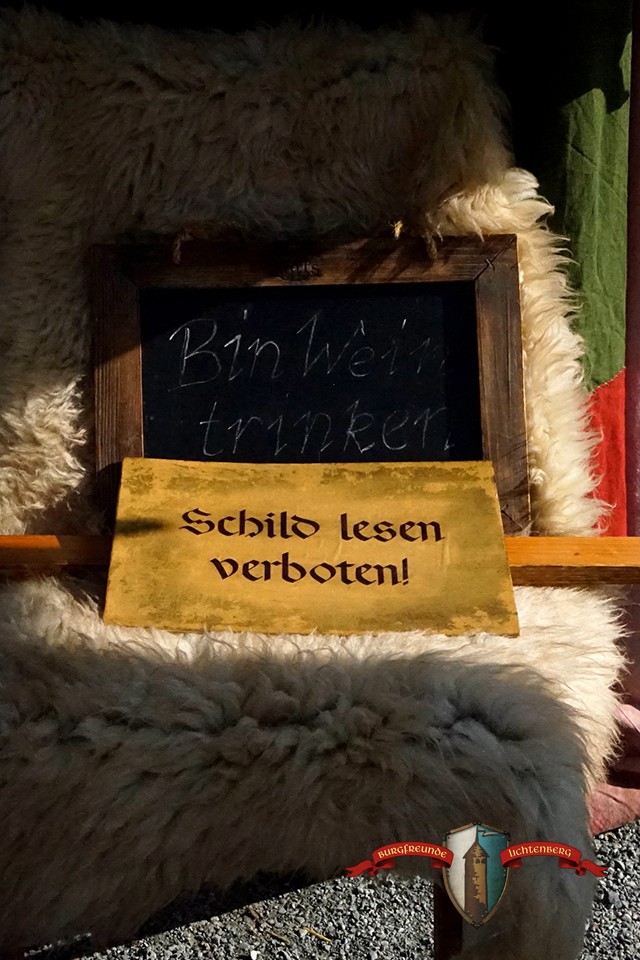 Bin Wein
trinken
Schild lesen
verboten!
BURGFREUNDE LICHTENBERG